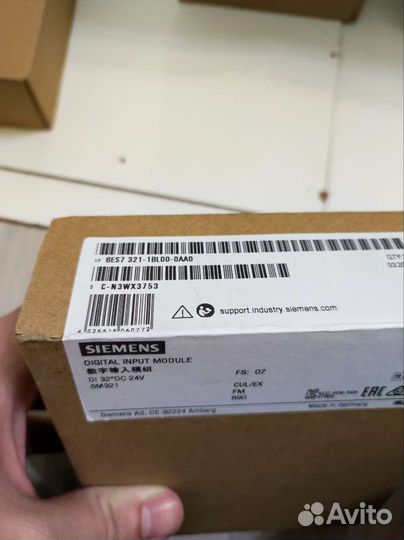 1P 6ES7 321-1BL00-0AA0
S C-N3WX3753
support.industry.siemens.com
SIEMENS
DIGITAL INPUT MODULE
数字输入模组
DI 32*DC 24V
SM321
FS: 07
CUL/EX
FM
890
EAC
Siemens AG, DE-92224 Amberg
Made in Germany
Avito